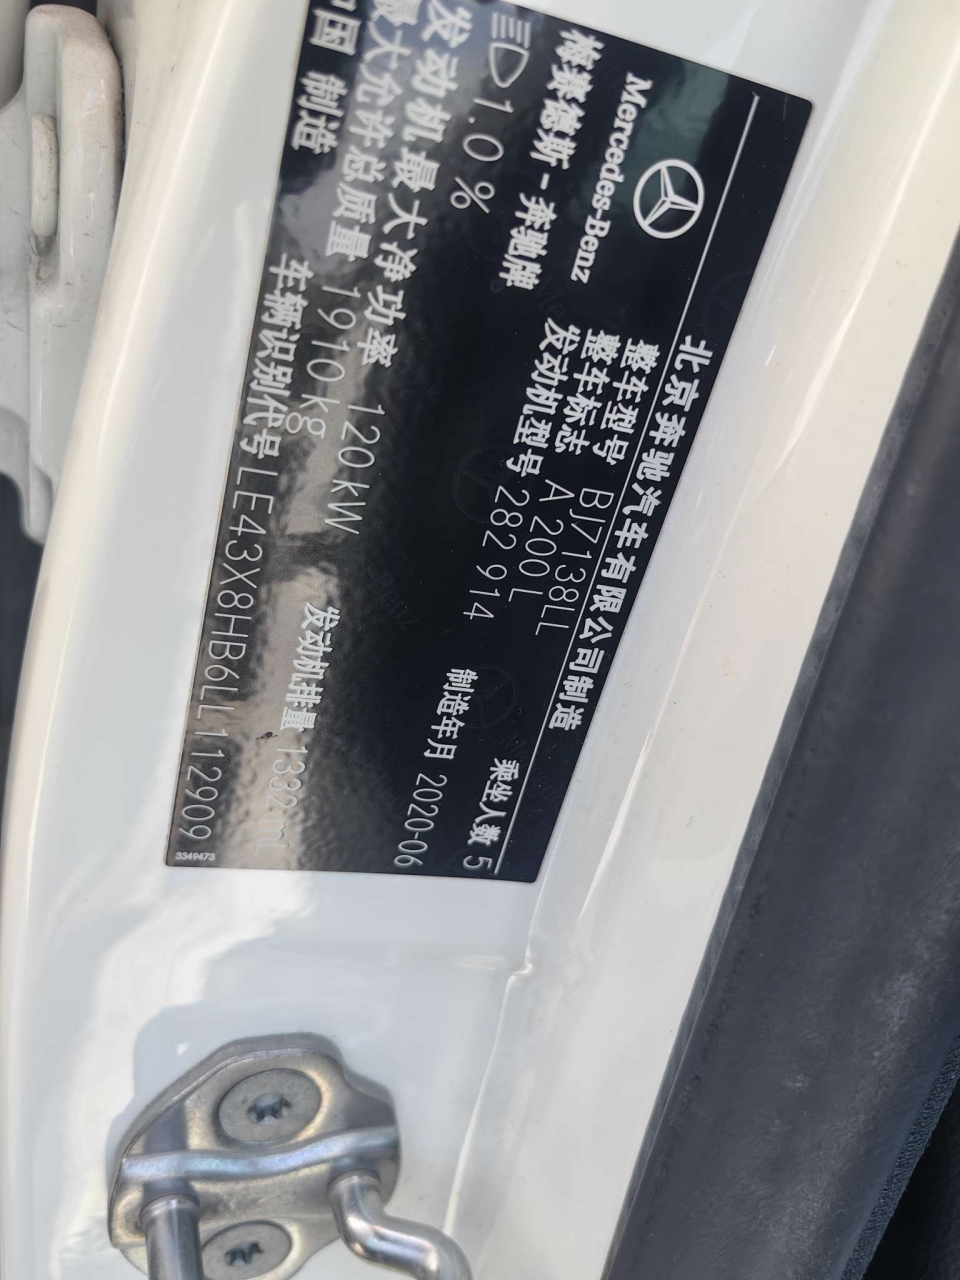 北京奔驰汽车有限公司制造
Mercedes-Benz
梅赛德斯-奔驰牌
整车型号 BJ7138LL
整车标志 A 200 L
发动机型号 282 914
乘坐人数 5
1.0 %
制造年月 2020-06
发动机最大净功率 120 kW
最大允许总质量 1910 kg
发动机排量 1332 mL
中国 制造
车辆识别代号 LE43X8HB6LL112909
3349473